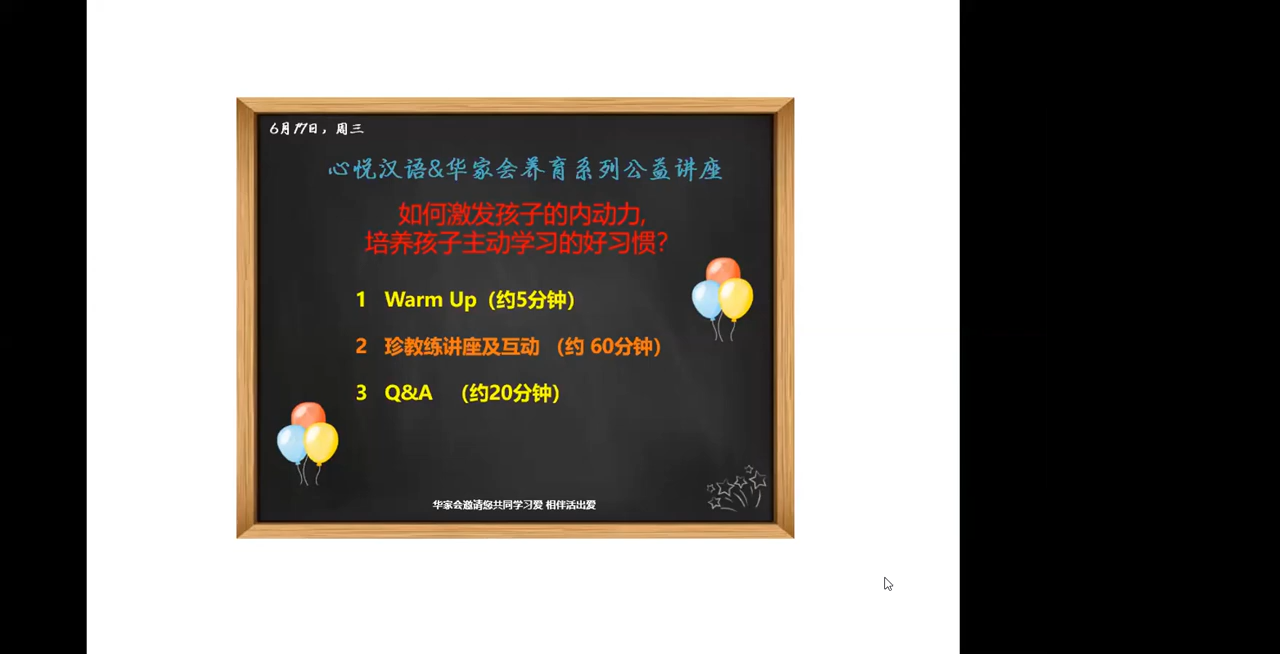 6月17日，周三
心悦汉语&华家会养育系列公益讲座
如何激发孩子的内动力,
培养孩子主动学习的好习惯？
1 Warm Up (约5分钟)
2 珍教练讲座及互动 （约 60分钟）
3 Q&A （约20分钟）
华家会邀请您共同学习爱 相伴活出爱